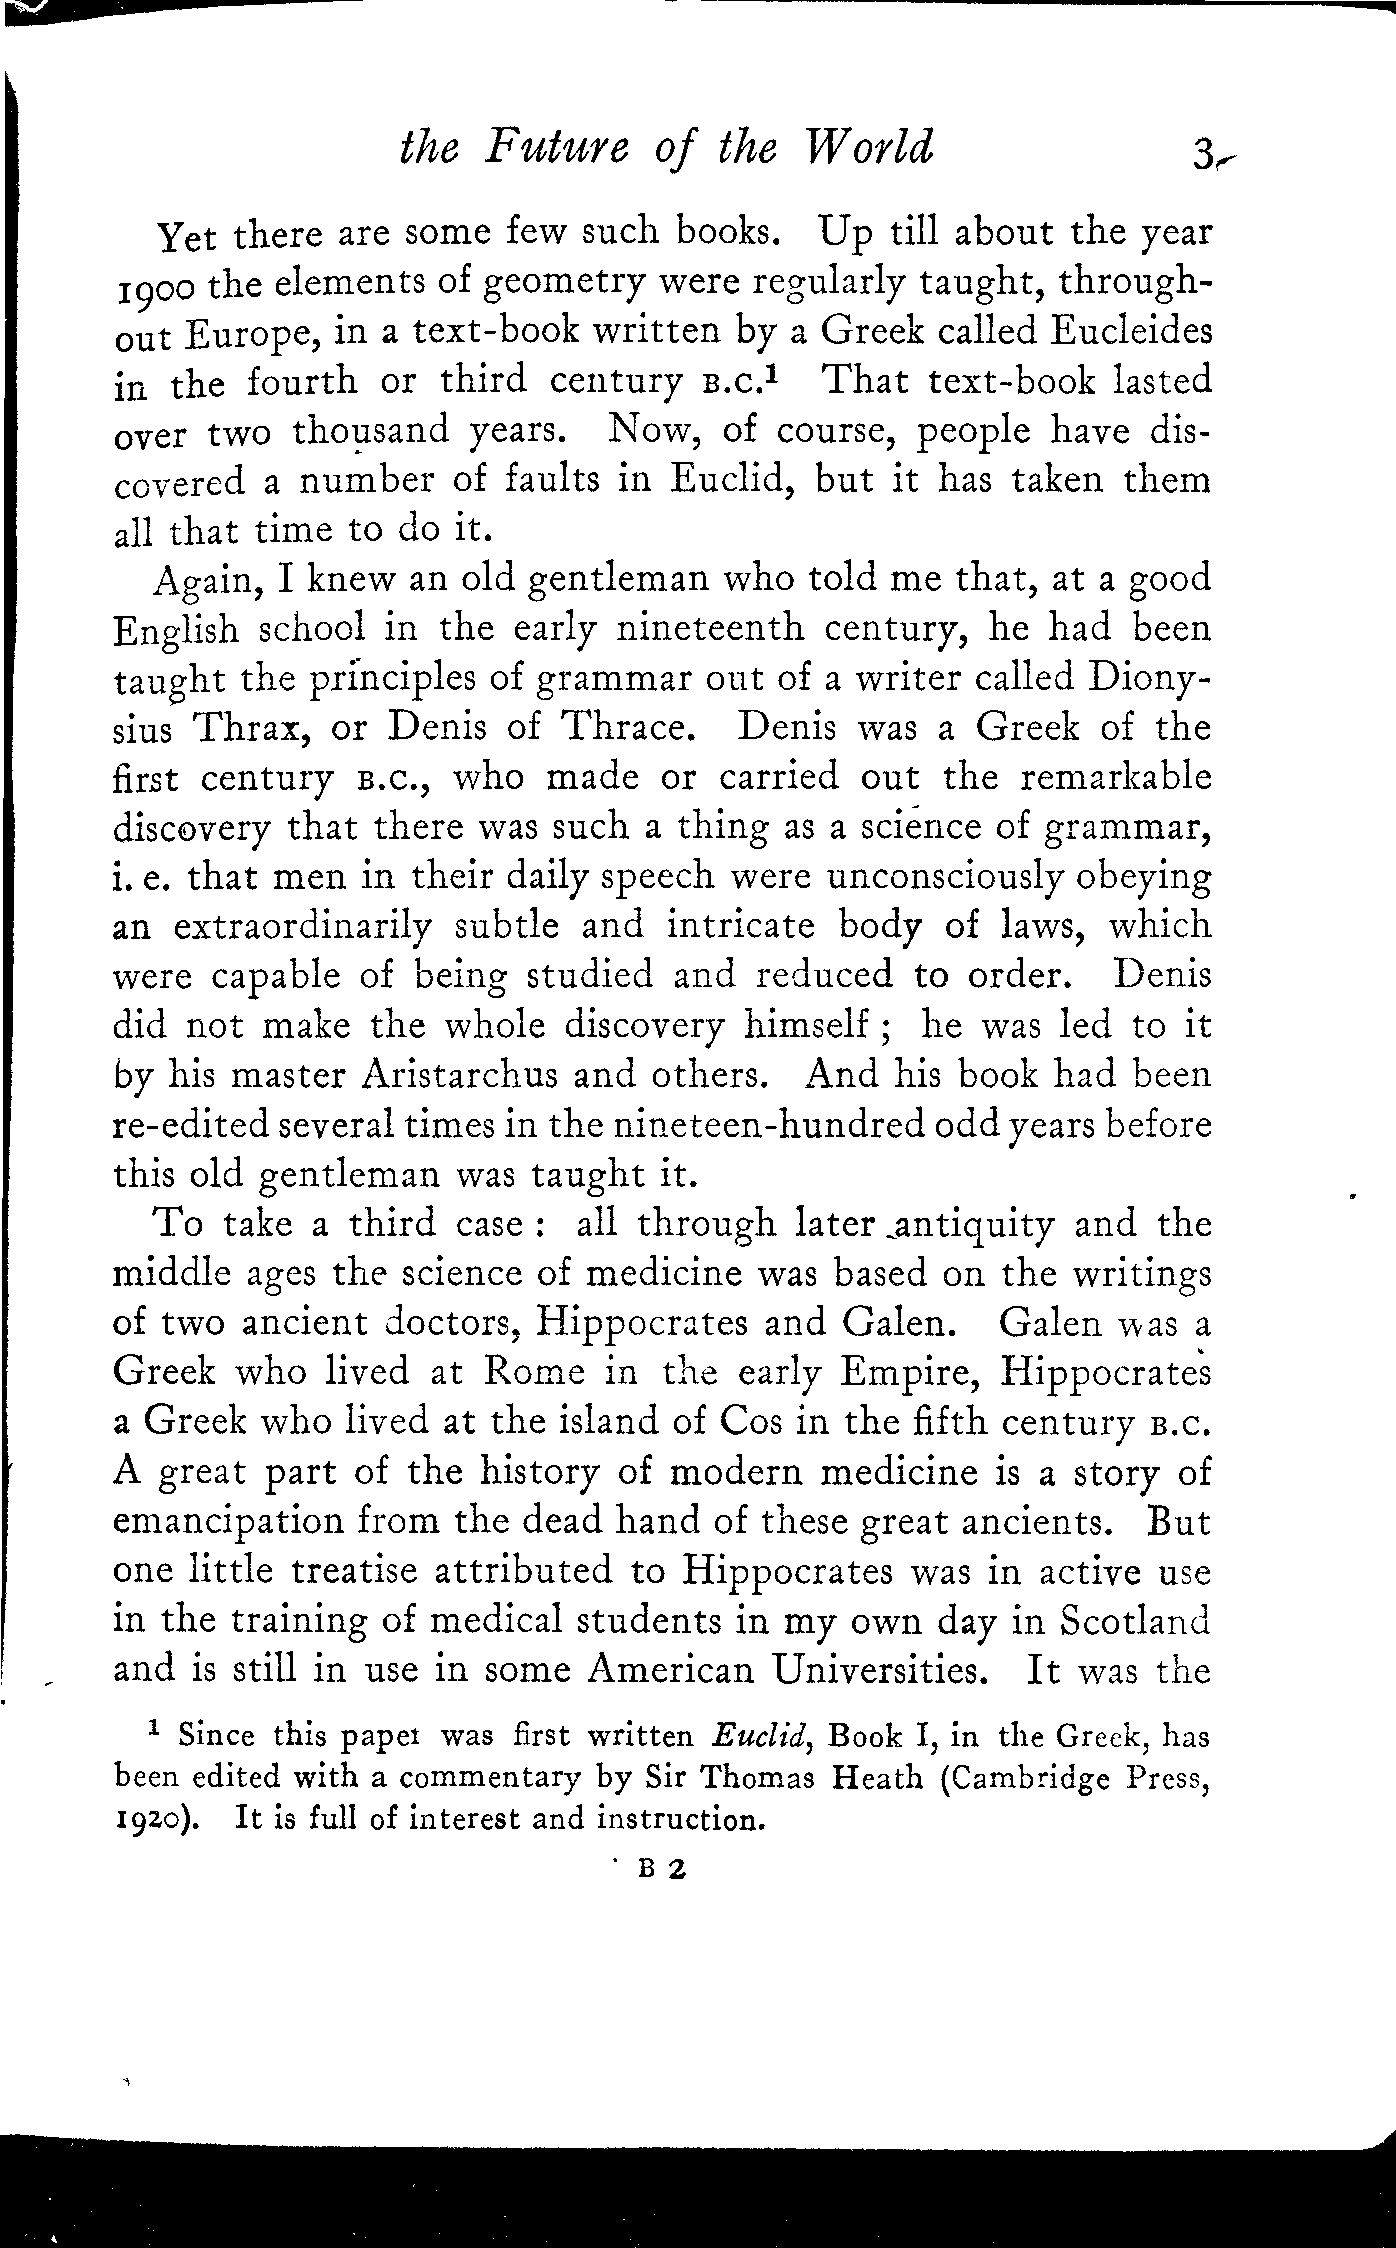 the Future of the World 3
Yet there are some few such books. Up till about the year
1900 the elements of geometry were regularly taught, through-
out Europe, in a text-book written by a Greek called Eucleides
in the fourth or third century B.C.¹ That text-book lasted
over two thousand years. Now, of course, people have dis-
covered a number of faults in Euclid, but it has taken them
all that time to do it.
Again, I knew an old gentleman who told me that, at a good
English school in the early nineteenth century, he had been
taught the principles of grammar out of a writer called Diony-
sius Thrax, or Denis of Thrace. Denis was a Greek of the
first century B.C., who made or carried out the remarkable
discovery that there was such a thing as a science of grammar,
i. e. that men in their daily speech were unconsciously obeying
an extraordinarily subtle and intricate body of laws, which
were capable of being studied and reduced to order. Denis
did not make the whole discovery himself ; he was led to it
by his master Aristarchus and others. And his book had been
re-edited several times in the nineteen-hundred odd years before
this old gentleman was taught it.
To take a third case : all through later antiquity and the
middle ages the science of medicine was based on the writings
of two ancient doctors, Hippocrates and Galen. Galen was a
Greek who lived at Rome in the early Empire, Hippocrates
a Greek who lived at the island of Cos in the fifth century B.C.
A great part of the history of modern medicine is a story of
emancipation from the dead hand of these great ancients. But
one little treatise attributed to Hippocrates was in active use
in the training of medical students in my own day in Scotland
and is still in use in some American Universities. It was the
¹ Since this paper was first written Euclid, Book I, in the Greek, has
been edited with a commentary by Sir Thomas Heath (Cambridge Press,
1920). It is full of interest and instruction.
B 2